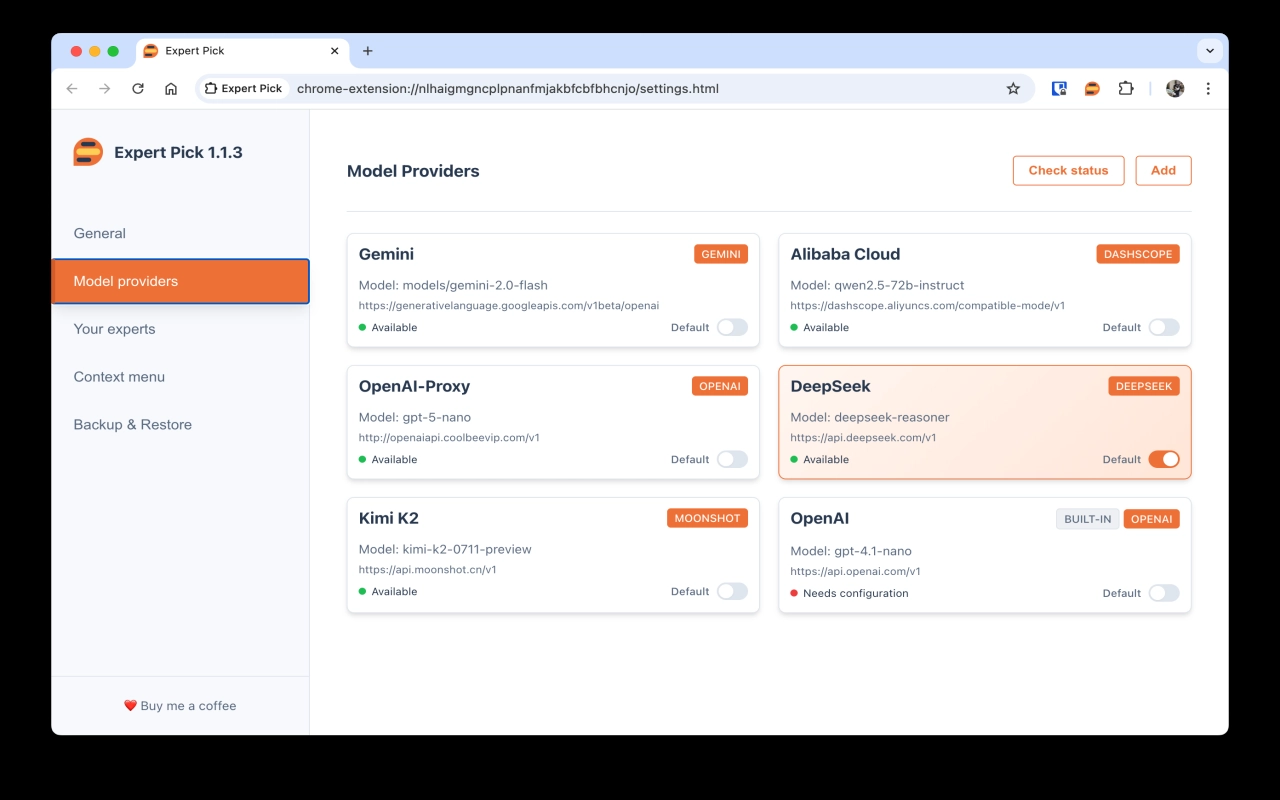 Expert Pick
Expert Pick
chrome-extension://nlhaigmgncplpnanfmjakbfcbfbhcnjo/settings.html
Expert Pick 1.1.3
General
Model providers
Your experts
Context menu
Backup & Restore
❤️ Buy me a coffee
Model Providers
Check status
Add
Gemini
GEMINI
Model: models/gemini-2.0-flash
https://generativelanguage.googleapis.com/v1beta/openai
Available
Default
Alibaba Cloud
DASHSCOPE
Model: qwen2.5-72b-instruct
https://dashscope.aliyuncs.com/compatible-mode/v1
Available
Default
OpenAI-Proxy
OPENAI
Model: gpt-5-nano
http://openaiapi.coolbeevip.com/v1
Available
Default
DeepSeek
DEEPSEEK
Model: deepseek-reasoner
https://api.deepseek.com/v1
Available
Default
Kimi K2
MOONSHOT
Model: kimi-k2-0711-preview
https://api.moonshot.cn/v1
Available
Default
OpenAI
BUILT-IN
OPENAI
Model: gpt-4.1-nano
https://api.openai.com/v1
Needs configuration
Default